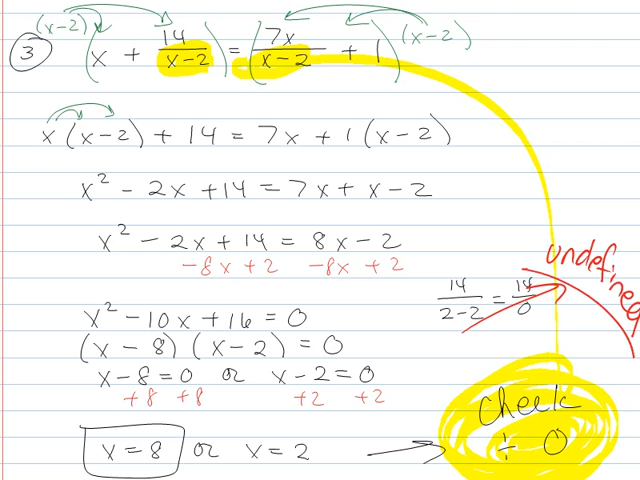 (x-2) (x + 14/(x-2)) = (7x/(x-2) + 1) (x-2)
3
x(x-2) + 14 = 7x + 1(x-2)
x² - 2x + 14 = 7x + x - 2
x² - 2x + 14 = 8x - 2
-8x + 2 -8x + 2
undefined
14/(2-2) = 14/0
x² - 10x + 16 = 0
(x - 8) (x - 2) = 0
x - 8 = 0 or x - 2 = 0
+8 +8 +2 +2
check
÷ 0
x = 8 or x = 2